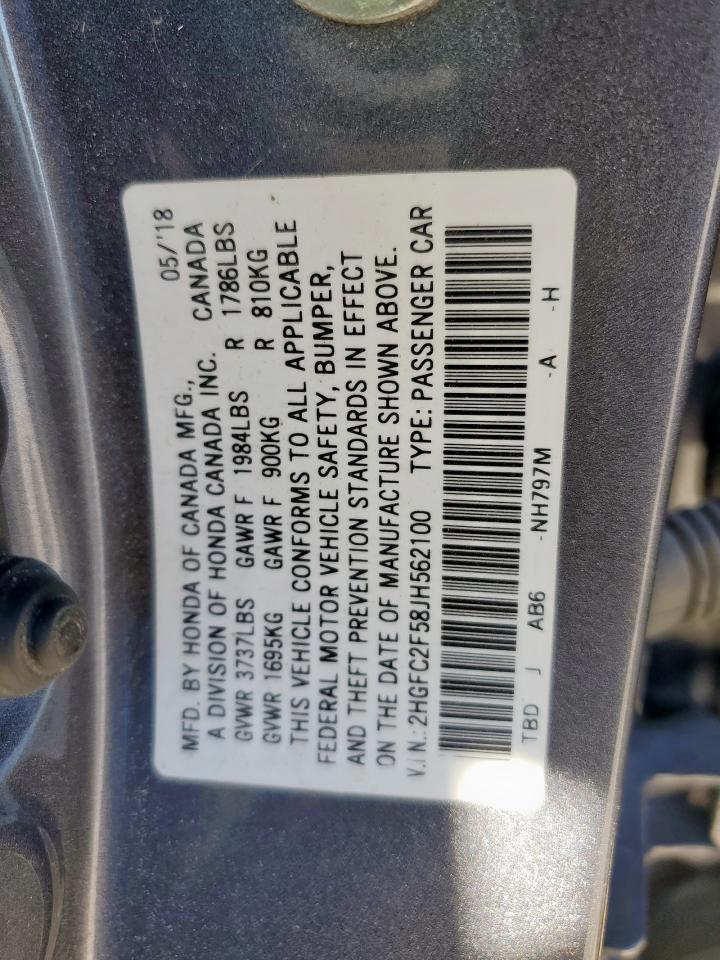 MFD. BY HONDA OF CANADA MFG., 05/'18
A DIVISION OF HONDA CANADA INC. CANADA
GVWR 3737LBS GAWR F 1984LBS R 1786LBS
GVWR 1695KG GAWR F 900KG R 810KG
THIS VEHICLE CONFORMS TO ALL APPLICABLE
FEDERAL MOTOR VEHICLE SAFETY, BUMPER,
AND THEFT PREVENTION STANDARDS IN EFFECT
ON THE DATE OF MANUFACTURE SHOWN ABOVE.
V.I.N.: 2HGFC2F58JH562100 TYPE: PASSENGER CAR
TBD J AB6 -NH797M -A -H